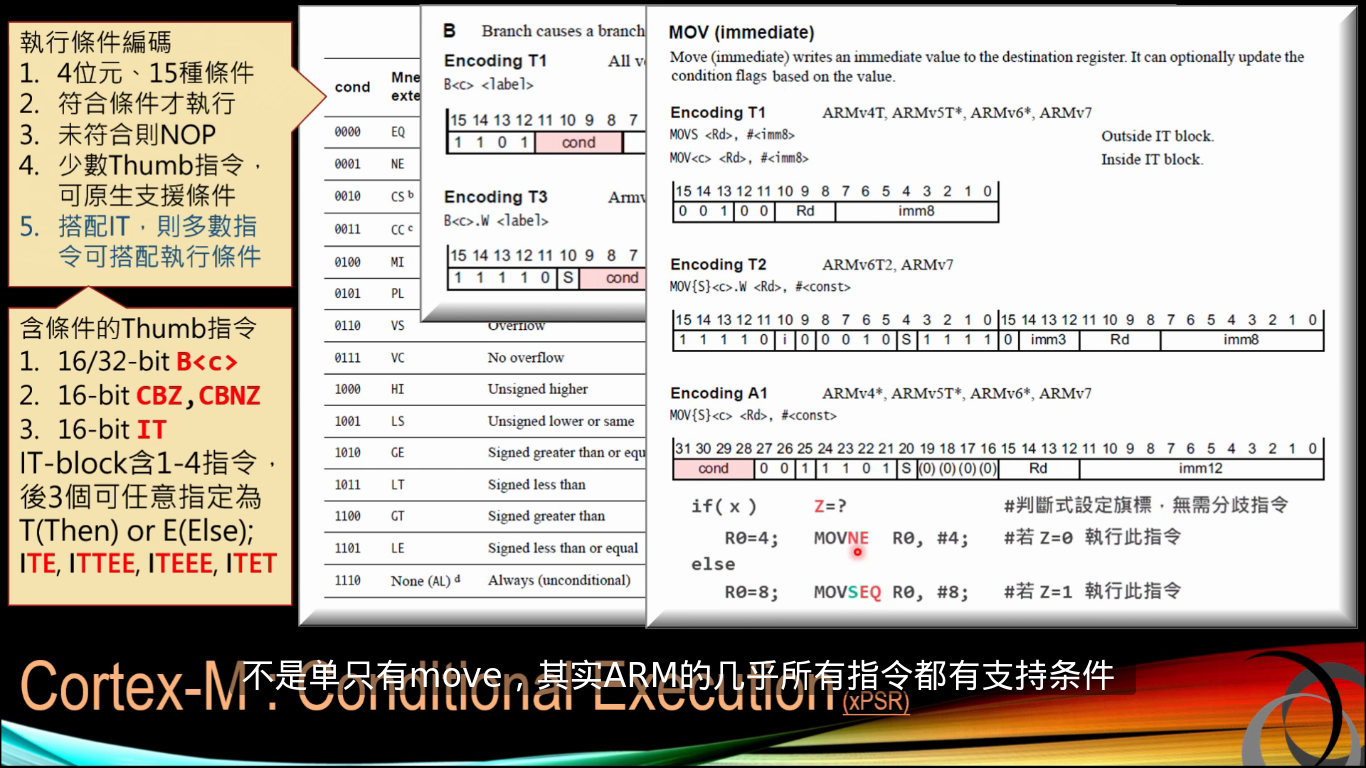 執行條件編碼
1. 4位元、15種條件
2. 符合條件才執行
3. 未符合則NOP
4. 少數Thumb指令，
可原生支援條件
5. 搭配IT，則多數指
令可搭配執行條件
含條件的Thumb指令
1. 16/32-bit B<c>
2. 16-bit CBZ,CBNZ
3. 16-bit IT
IT-block含1-4指令，
後3個可任意指定為
T(Then) or E(Else);
ITE, ITTEE, ITEEE, ITET
cond Mne
exte
0000 EQ
0001 NE
0010 CS b
0011 CC c
0100 MI
0101 PL
0110 VS Overflow
0111 VC No overflow
1000 HI Unsigned higher
1001 LS Unsigned lower or same
1010 GE Signed greater than or equ
1011 LT Signed less than
1100 GT Signed greater than
1101 LE Signed less than or equal
1110 None (AL) d Always (unconditional)
B Branch causes a branch
Encoding T1 All v
B<c> <label>
15 14 13 12 11 10 9 8 7
1 1 0 1 cond
Encoding T3 Armv
B<c>.W <label>
15 14 13 12 11 10 9 8 7
1 1 1 1 0 S cond
MOV (immediate)
Move (immediate) writes an immediate value to the destination register. It can optionally update the
condition flags based on the value.
Encoding T1 ARMv4T, ARMv5T*, ARMv6*, ARMv7
MOVS <Rd>, #<imm8> Outside IT block.
MOV<c> <Rd>, #<imm8> Inside IT block.
15 14 13 12 11 10 9 8 7 6 5 4 3 2 1 0
0 0 1 0 0 Rd imm8
Encoding T2 ARMv6T2, ARMv7
MOV{S}<c>.W <Rd>, #<const>
15 14 13 12 11 10 9 8 7 6 5 4 3 2 1 0 15 14 13 12 11 10 9 8 7 6 5 4 3 2 1 0
1 1 1 1 0 i 0 0 0 1 0 S 1 1 1 1 0 imm3 Rd imm8
Encoding A1 ARMv4*, ARMv5T*, ARMv6*, ARMv7
MOV{S}<c> <Rd>, #<const>
31 30 29 28 27 26 25 24 23 22 21 20 19 18 17 16 15 14 13 12 11 10 9 8 7 6 5 4 3 2 1 0
cond 0 0 1 1 1 0 1 S (0) (0) (0) (0) Rd imm12
if( x ) Z=? #判斷式設定旗標，無需分歧指令
R0=4; MOVNE R0, #4; #若 Z=0 執行此指令
else
R0=8; MOVSEQ R0, #8; #若 Z=1 執行此指令
Cortex-M : Conditional Execution (xPSR)
不是单只有move，其实ARM的几乎所有指令都有支持条件